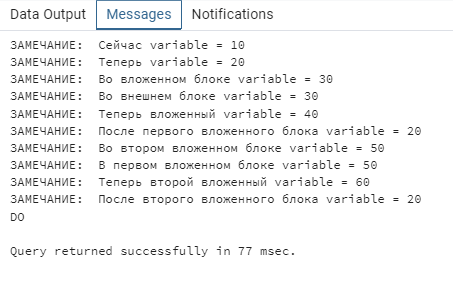 Data Output Messages Notifications
ЗАМЕЧАНИЕ: Сейчас variable = 10
ЗАМЕЧАНИЕ: Теперь variable = 20
ЗАМЕЧАНИЕ: Во вложенном блоке variable = 30
ЗАМЕЧАНИЕ: Во внешнем блоке variable = 30
ЗАМЕЧАНИЕ: Теперь вложенный variable = 40
ЗАМЕЧАНИЕ: После первого вложенного блока variable = 20
ЗАМЕЧАНИЕ: Во втором вложенном блоке variable = 50
ЗАМЕЧАНИЕ: В первом вложенном блоке variable = 50
ЗАМЕЧАНИЕ: Теперь второй вложенный variable = 60
ЗАМЕЧАНИЕ: После второго вложенного блока variable = 20
DO
Query returned successfully in 77 msec.